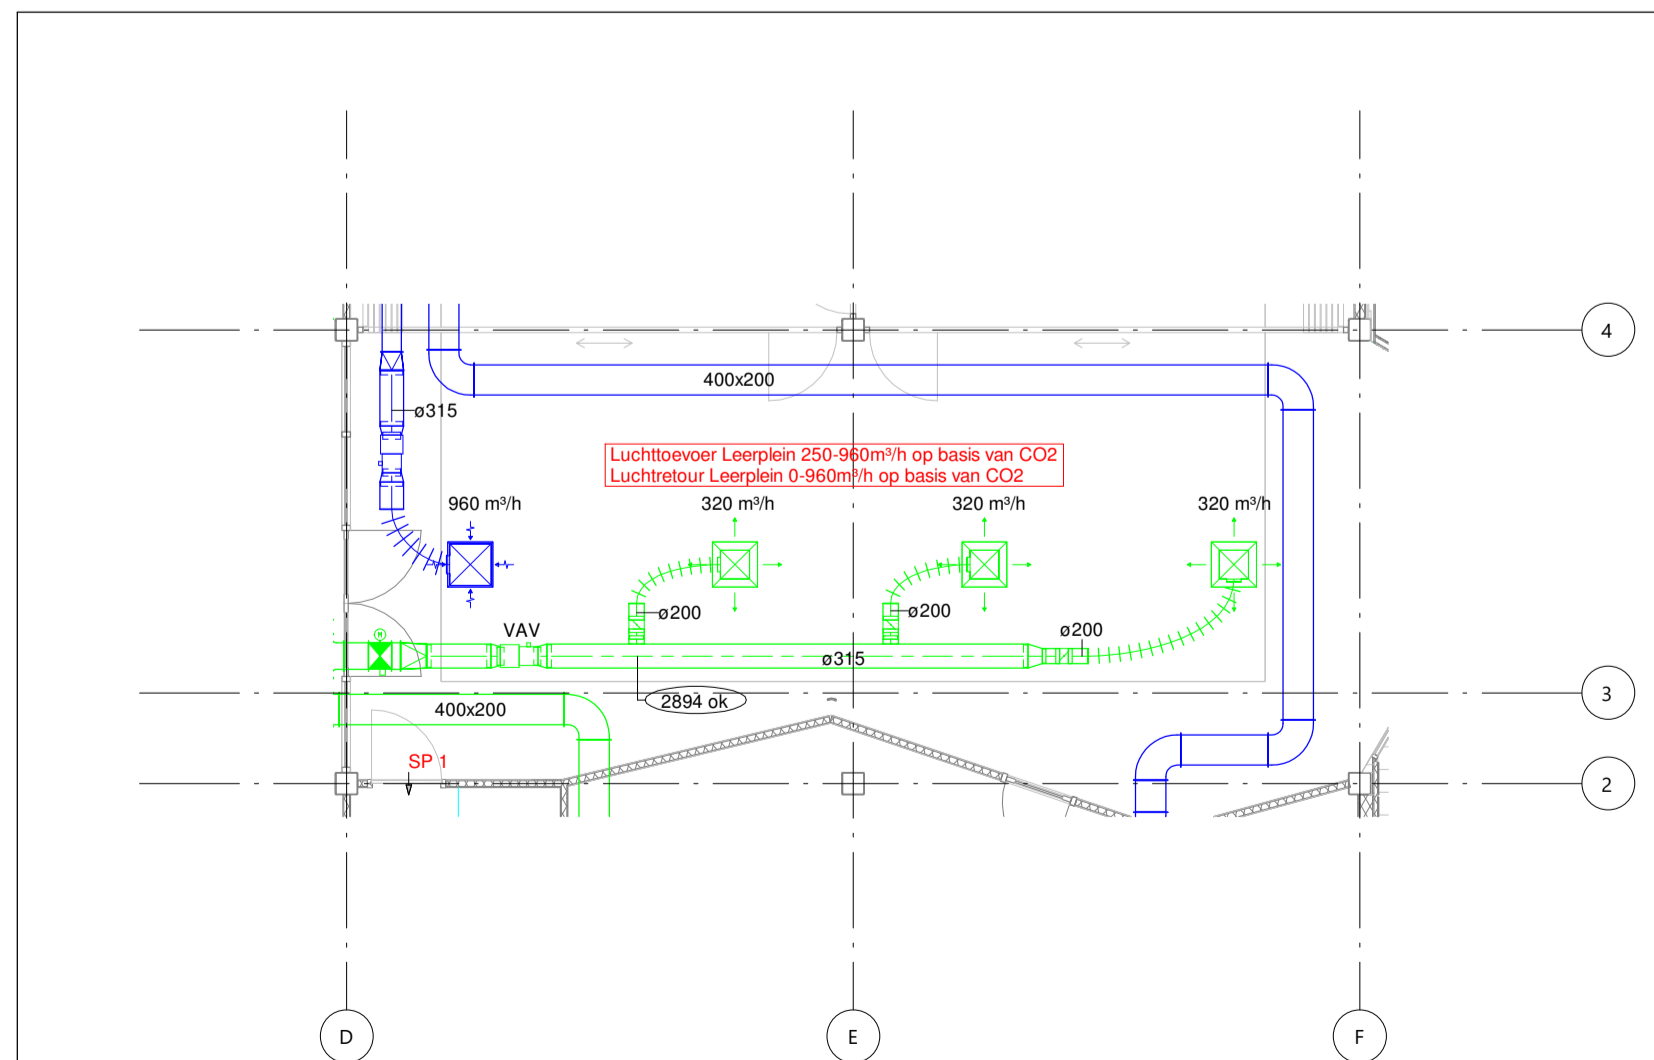 4
400x200
ø315
Luchttoevoer Leerplein 250-960m³/h op basis van CO2
Luchtretour Leerplein 0-960m³/h op basis van CO2
960 m³/h
320 m³/h
320 m³/h
320 m³/h
ø200
ø200
M
VAV
ø200
ø315
2894 ok
3
400x200
SP 1
2
D
E
F